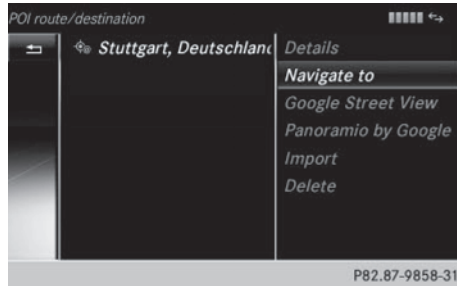 POI route/destination
Stuttgart, Deutschland
Details
Navigate to
Google Street View
Panoramio by Google
Import
Delete
P82.87-9858-31